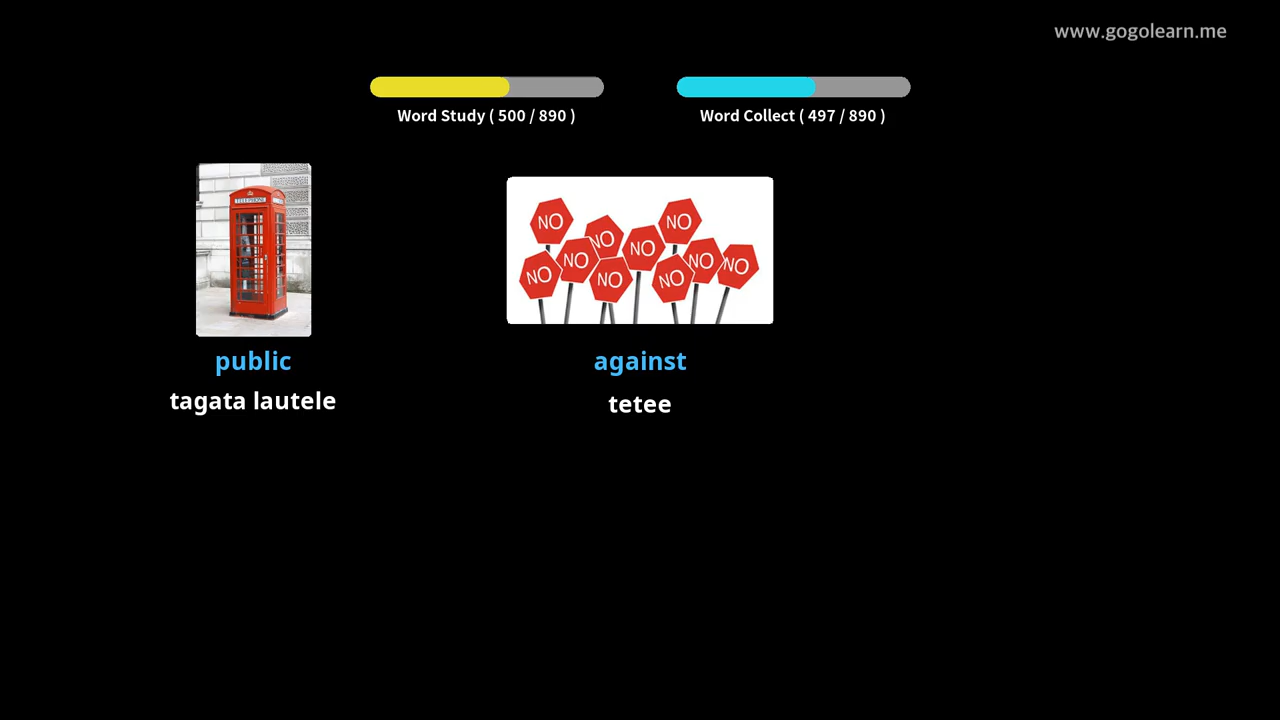 www.gogolearn.me
Word Study ( 500 / 890 )
Word Collect ( 497 / 890 )
TELEPHONE
NO
NO
NO
NO
NO
NO
NO
NO
NO
NO
public
against
tagata lautele
tetee